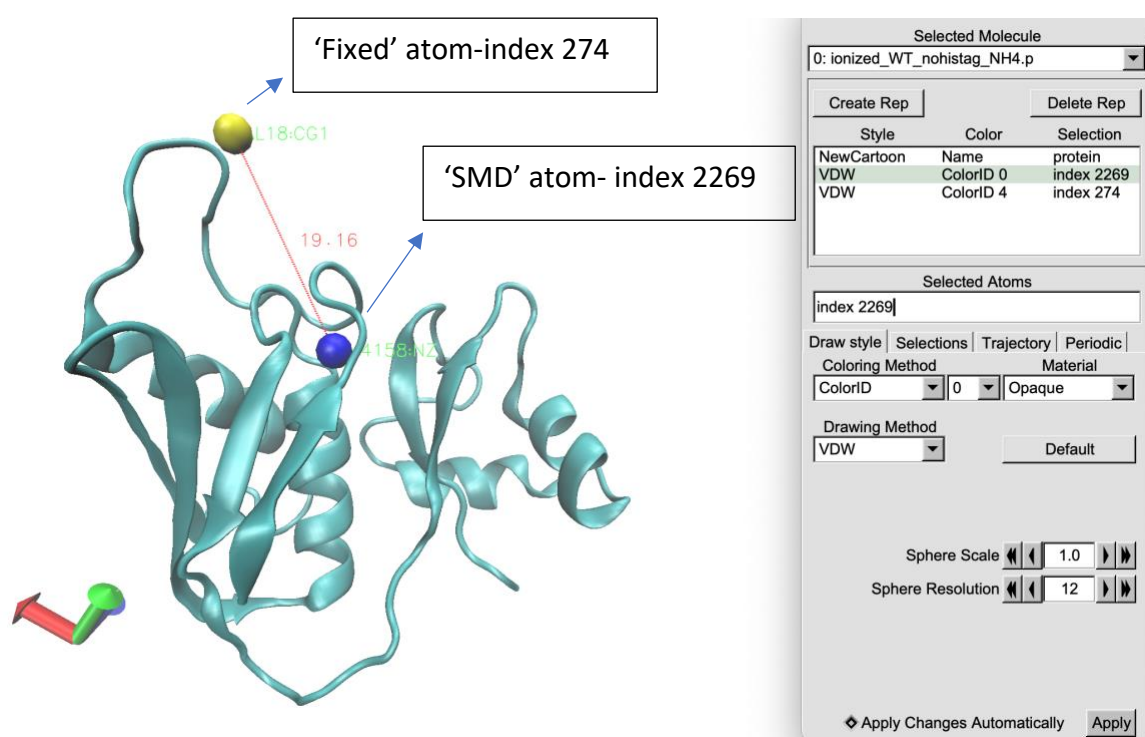 ‘Fixed’ atom-index 274
L18:CG1
‘SMD’ atom- index 2269
19.16
4158:NZ
Selected Molecule
0: ionized_WT_nohistag_NH4.p
Create Rep Delete Rep
Style Color Selection
NewCartoon Name protein
VDW ColorID 0 index 2269
VDW ColorID 4 index 274
Selected Atoms
index 2269
Draw style Selections Trajectory Periodic
Coloring Method Material
ColorID 0 Opaque
Drawing Method
VDW Default
Sphere Scale 1.0
Sphere Resolution 12
Apply Changes Automatically Apply